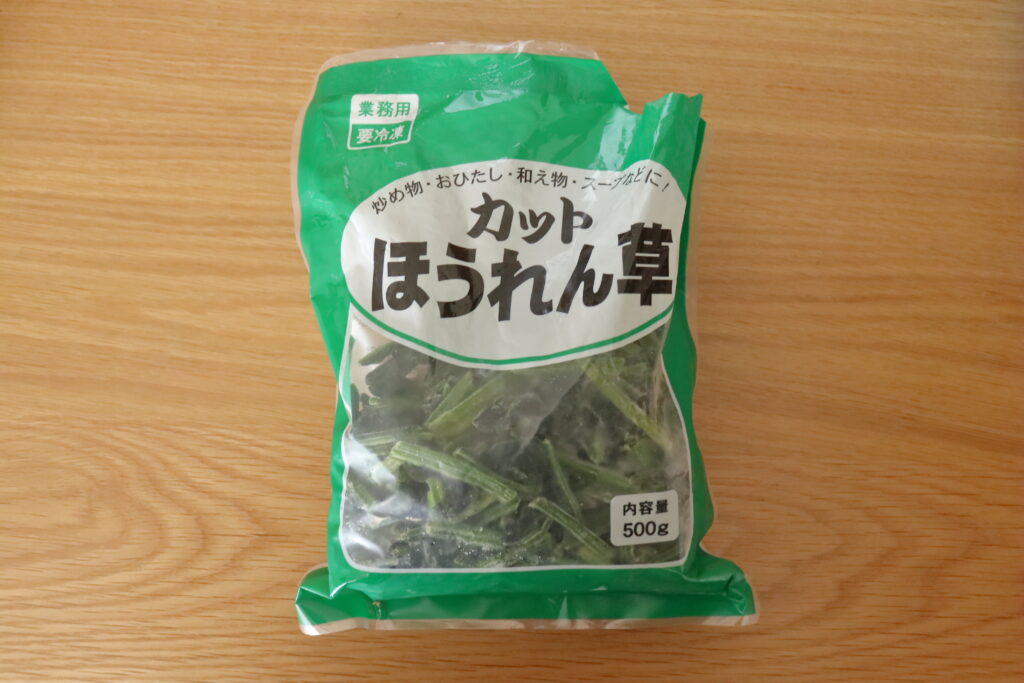 業務用
要冷凍
炒め物・おひたし・和え物・スープなどに！
カット
ほうれん草
内容量
500g